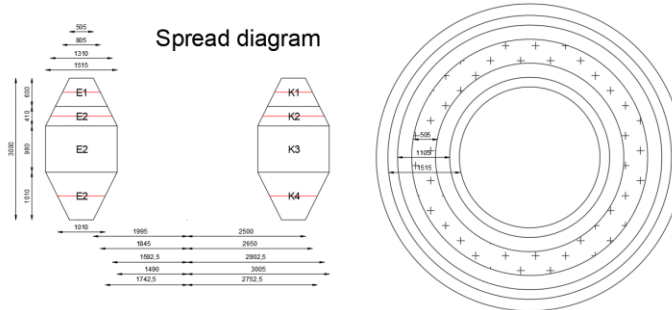 Spread diagram
505
805
1310
1515
3000
600
410
980
1010
E1
E2
E2
E2
K1
K2
K3
K4
1010
1995 2500
1845 2650
1582,5 2902,5
1490 3005
1742,5 2752,5
505
1105
1515